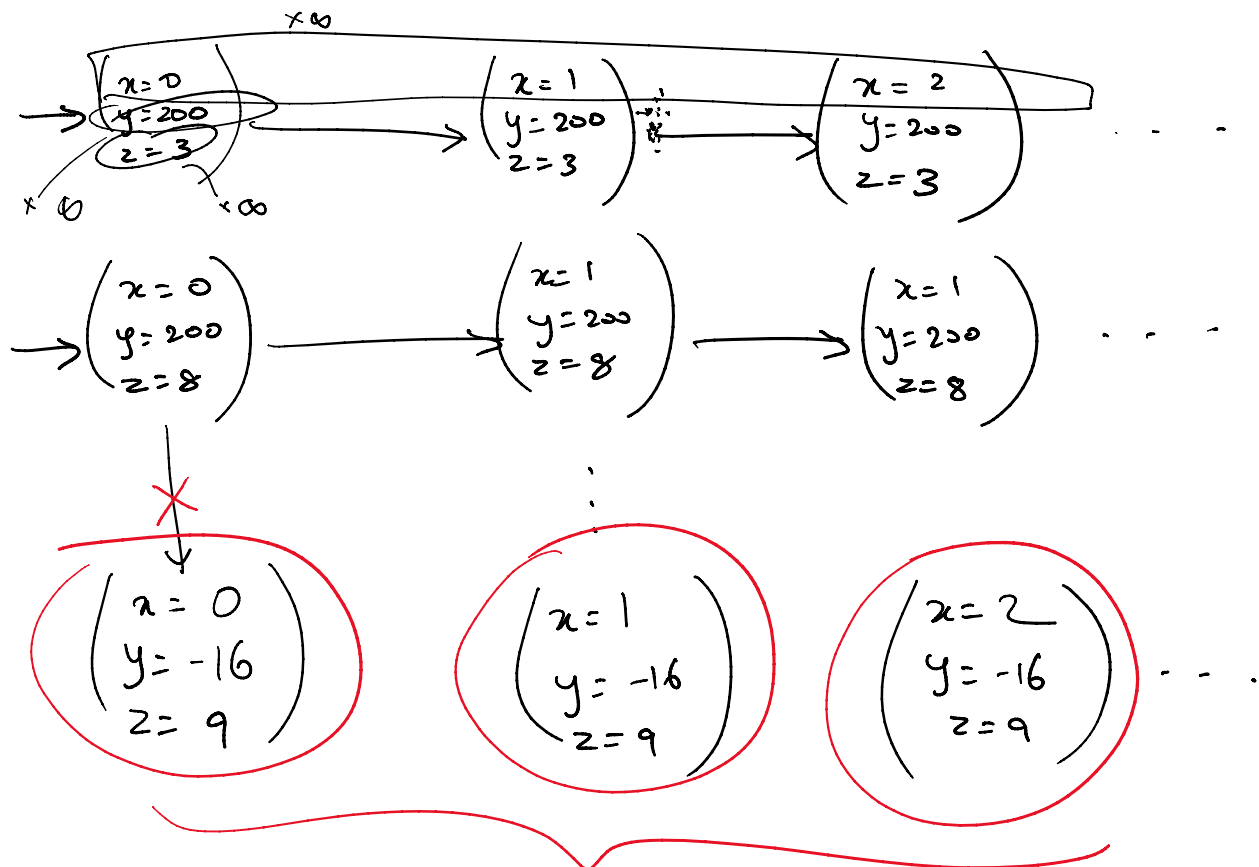 ×∞
x=0
y=200
z=3
x=1
y=200
z=3
x=2
y=200
z=3
. . .
×∞
×∞
x=0
y=200
z=8
x=1
y=200
z=8
x=1
y=200
z=8
. . .
x=0
y=-16
z=9
x=1
y=-16
z=9
x=2
y=-16
z=9
. . .